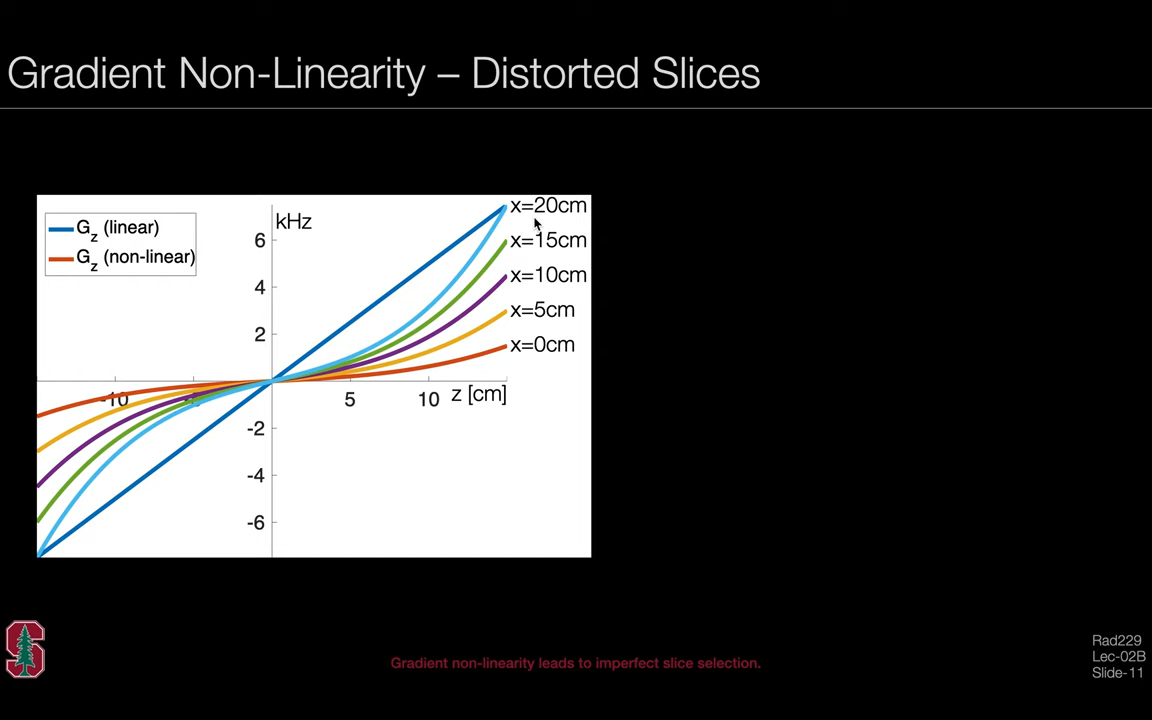 Gradient Non-Linearity – Distorted Slices
G_z (linear)
G_z (non-linear)
kHz
6
4
2
-2
-4
-6
-10
5
10
z [cm]
x=20cm
x=15cm
x=10cm
x=5cm
x=0cm
Gradient non-linearity leads to imperfect slice selection.
Rad229
Lec-02B
Slide-11